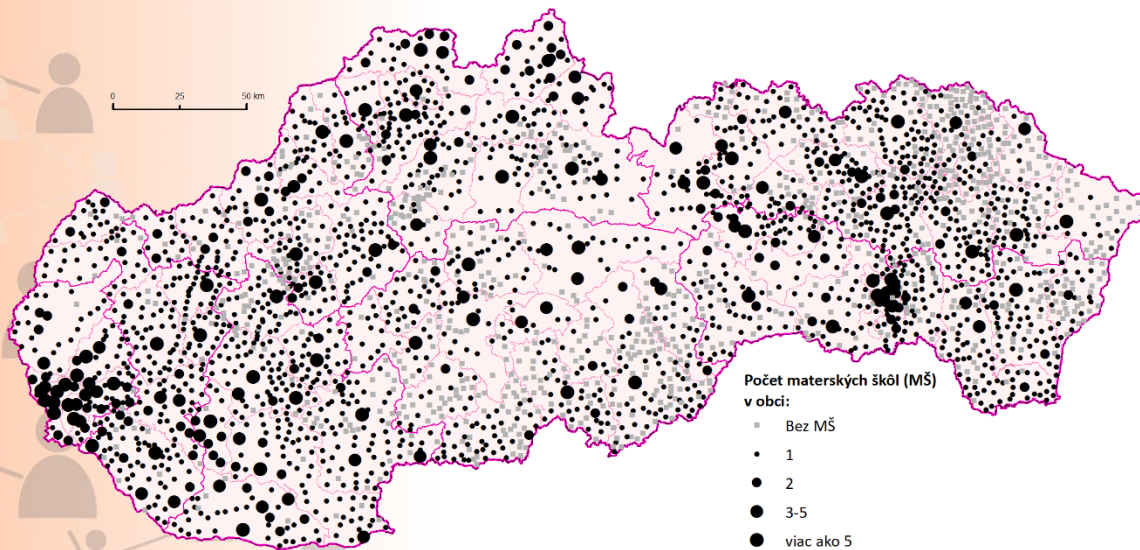 0 25 50 km
Počet materských škôl (MŠ)
v obci:
Bez MŠ
1
2
3-5
viac ako 5